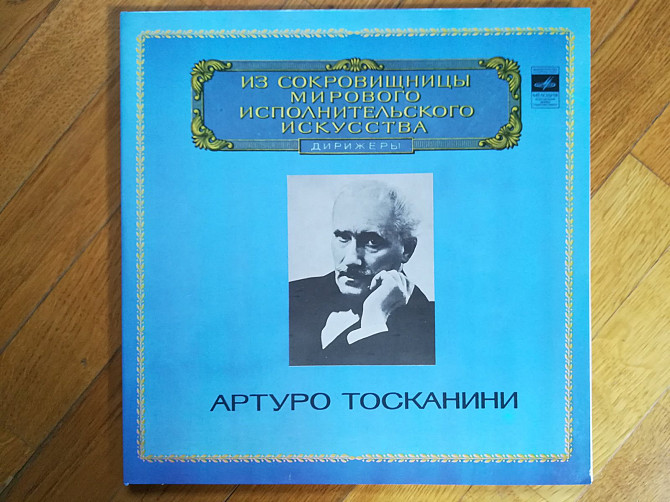 ИЗ СОКРОВИЩНИЦЫ
МИРОВОГО
ИСПОЛНИТЕЛЬСКОГО
ИСКУССТВА
ДИРИЖЕРЫ
АРТУРО ТОСКАНИНИ